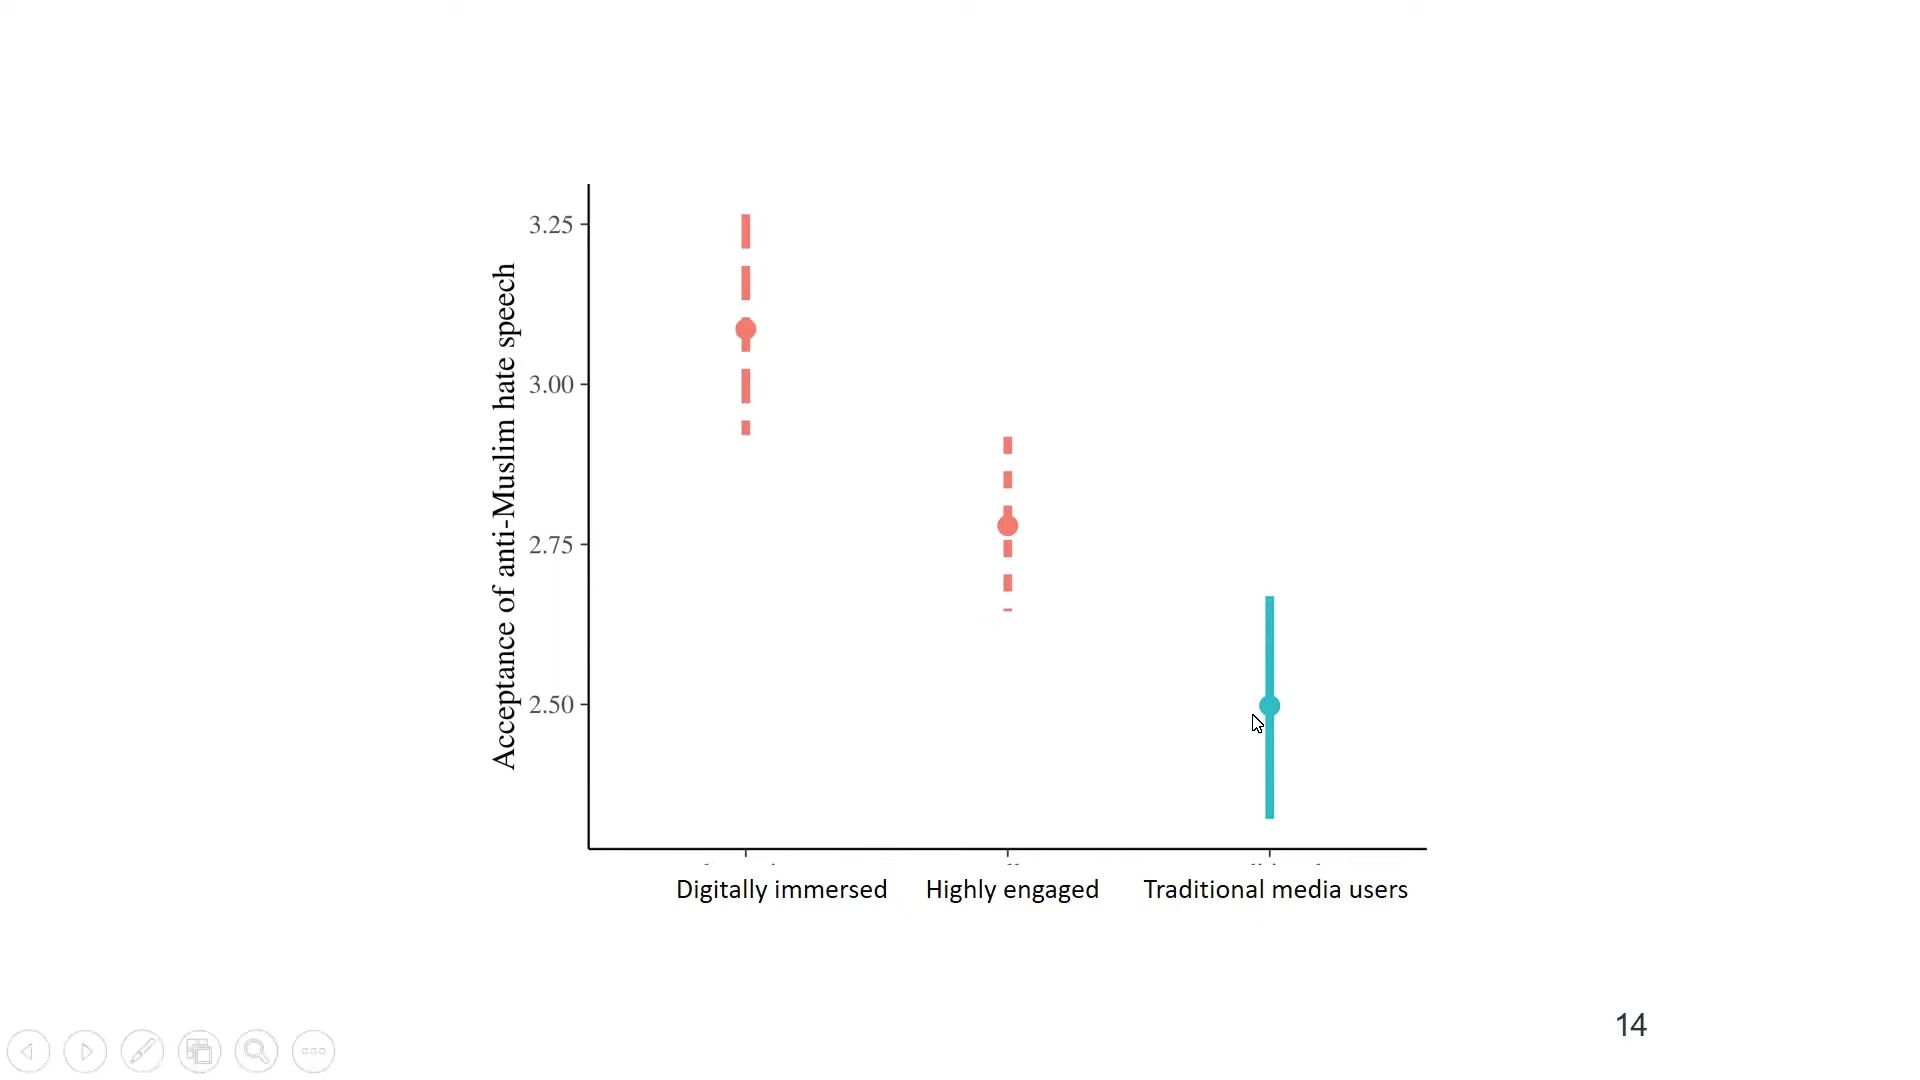 Acceptance of anti-Muslim hate speech
3.25
3.00
2.75
2.50
Digitally immersed
Highly engaged
Traditional media users
14